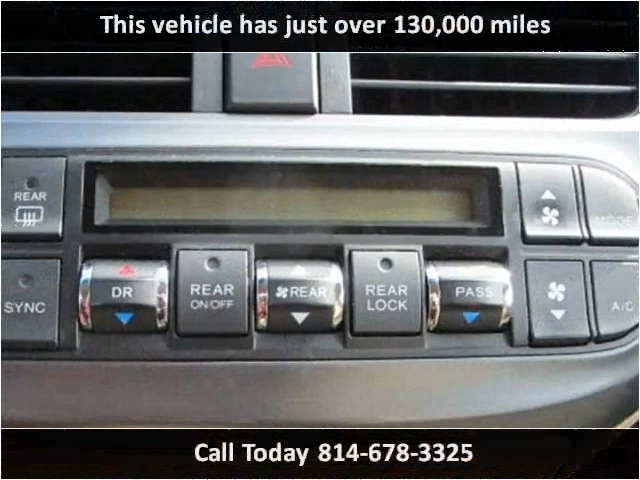 This vehicle has just over 130,000 miles
REAR
MODE
SYNC
DR
REAR
ON/OFF
REAR
REAR
LOCK
PASS
A/C
Call Today 814-678-3325